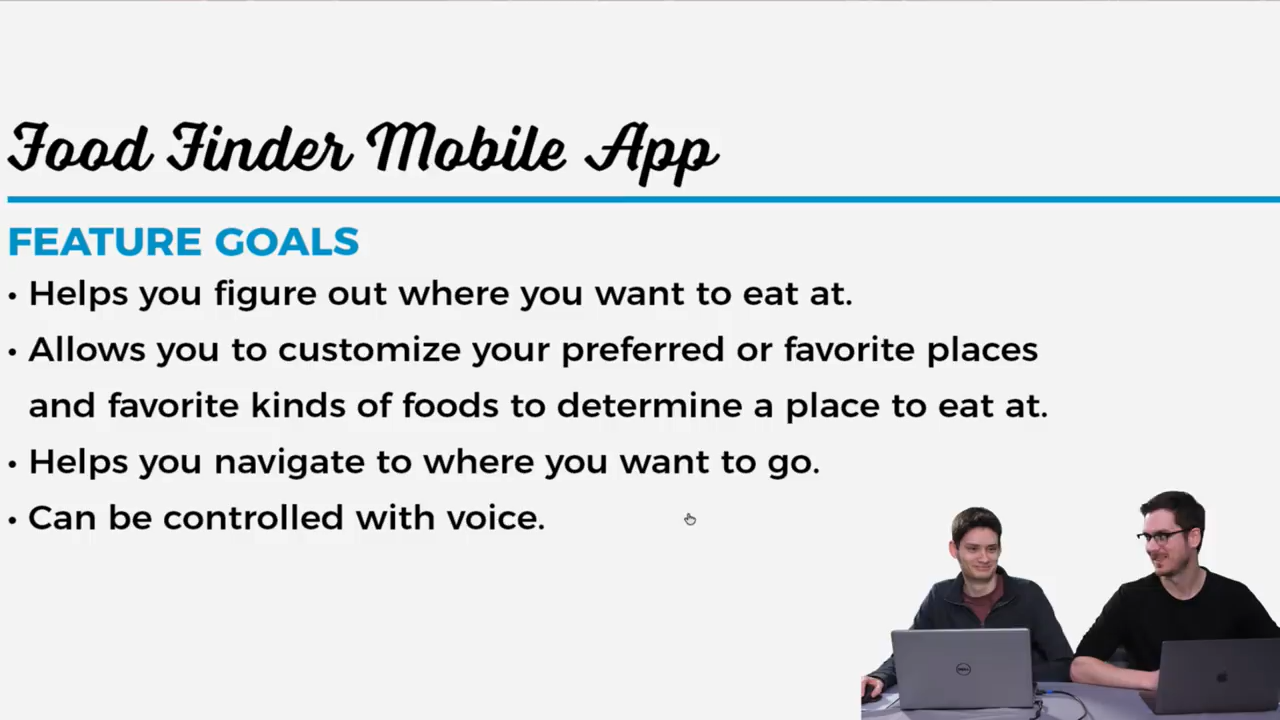 Food Finder Mobile App
FEATURE GOALS
• Helps you figure out where you want to eat at.
• Allows you to customize your preferred or favorite places
and favorite kinds of foods to determine a place to eat at.
• Helps you navigate to where you want to go.
• Can be controlled with voice.
DELL